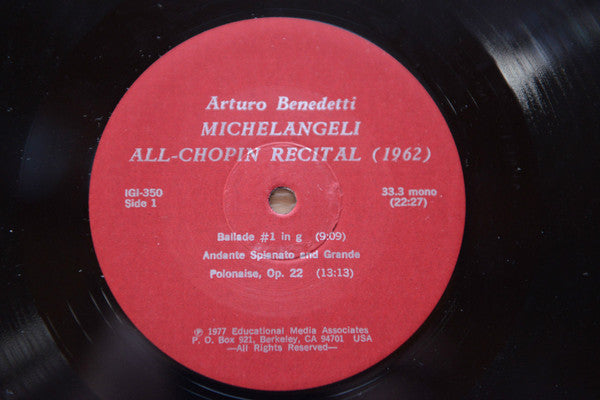 Arturo Benedetti
MICHELANGELI
ALL-CHOPIN RECITAL (1962)
IGI-350 33.3 mono
Side 1 (22:27)
Ballade #1 in g (9:09)
Andante Spianato and Grande
Polonaise, Op. 22 (13:13)
℗ 1977 Educational Media Associates
P. O. Box 921, Berkeley, CA 94701 USA
—All Rights Reserved—